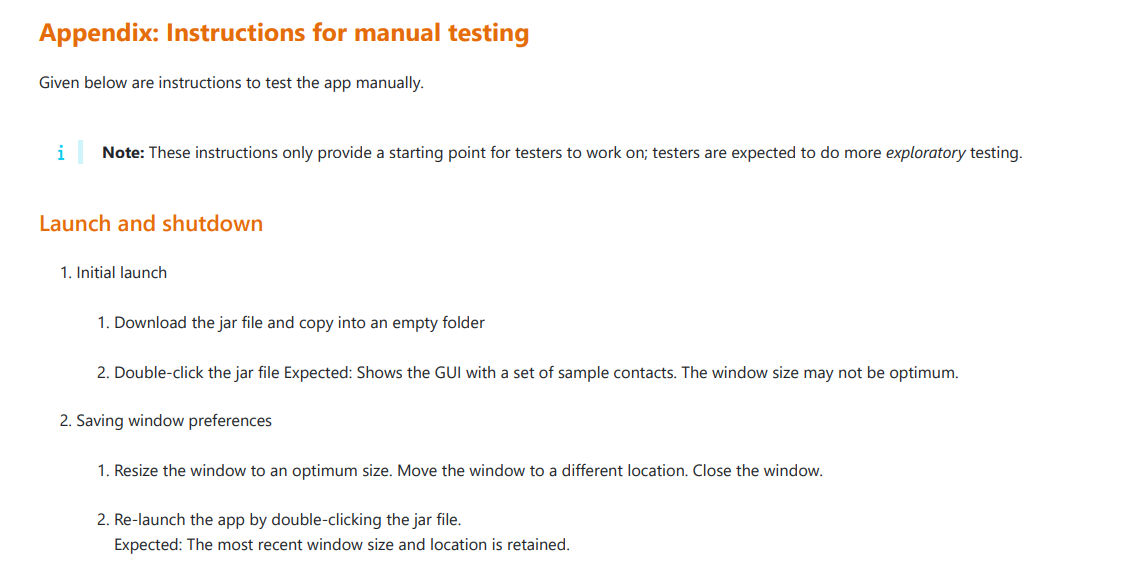 Appendix: Instructions for manual testing
Given below are instructions to test the app manually.
i Note: These instructions only provide a starting point for testers to work on; testers are expected to do more exploratory testing.
Launch and shutdown
1. Initial launch
1. Download the jar file and copy into an empty folder
2. Double-click the jar file Expected: Shows the GUI with a set of sample contacts. The window size may not be optimum.
2. Saving window preferences
1. Resize the window to an optimum size. Move the window to a different location. Close the window.
2. Re-launch the app by double-clicking the jar file.
Expected: The most recent window size and location is retained.